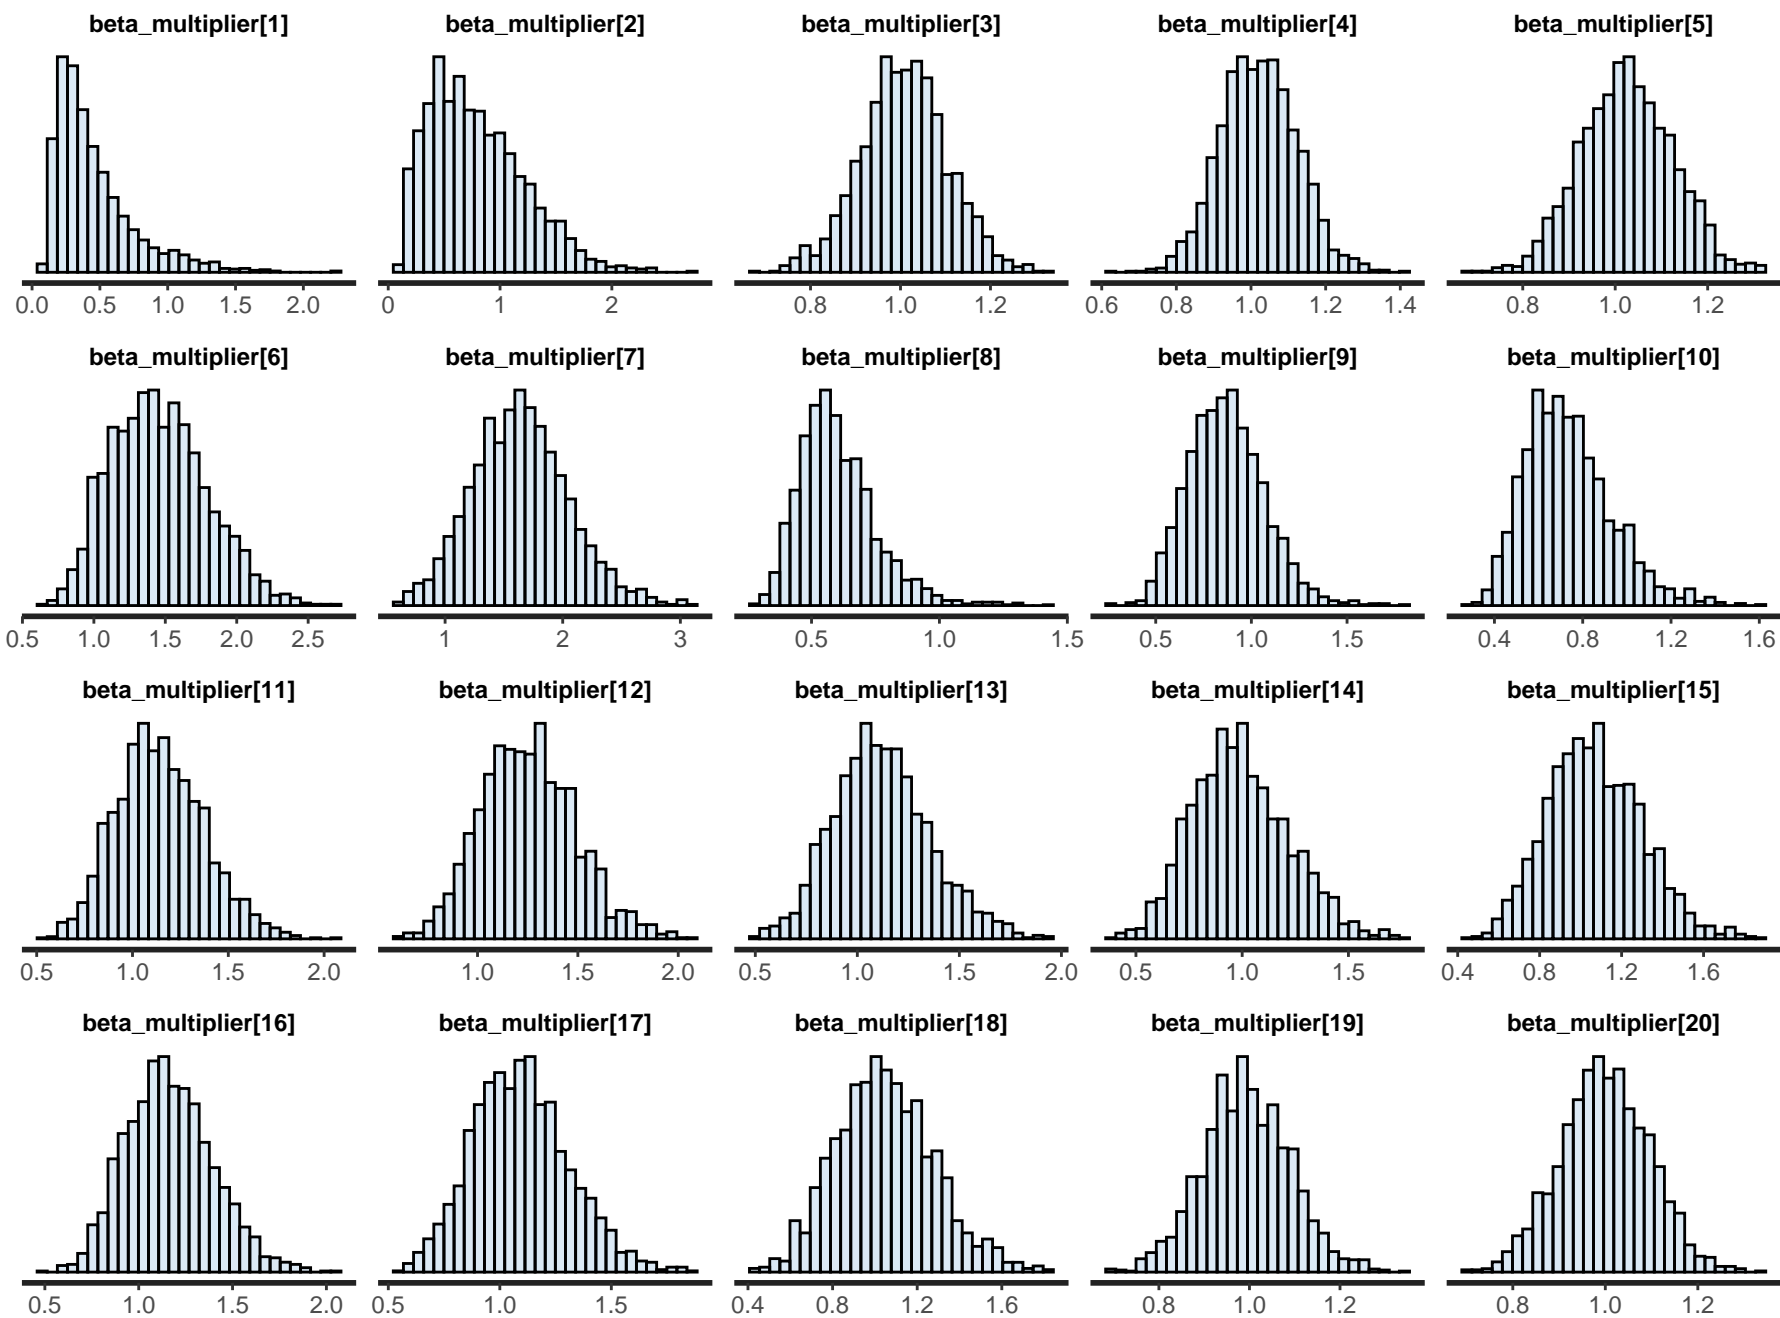 beta_multiplier[1] beta_multiplier[2] beta_multiplier[3] beta_multiplier[4] beta_multiplier[5]
0.0 0.5 1.0 1.5 2.0 0 1 2 0.8 1.0 1.2 0.6 0.8 1.0 1.2 1.4 0.8 1.0 1.2
beta_multiplier[6] beta_multiplier[7] beta_multiplier[8] beta_multiplier[9] beta_multiplier[10]
0.5 1.0 1.5 2.0 2.5 1 2 3 0.5 1.0 1.5 0.5 1.0 1.5 0.4 0.8 1.2 1.6
beta_multiplier[11] beta_multiplier[12] beta_multiplier[13] beta_multiplier[14] beta_multiplier[15]
0.5 1.0 1.5 2.0 1.0 1.5 2.0 0.5 1.0 1.5 2.0 0.5 1.0 1.5 0.4 0.8 1.2 1.6
beta_multiplier[16] beta_multiplier[17] beta_multiplier[18] beta_multiplier[19] beta_multiplier[20]
0.5 1.0 1.5 2.0 0.5 1.0 1.5 0.4 0.8 1.2 1.6 0.8 1.0 1.2 0.8 1.0 1.2